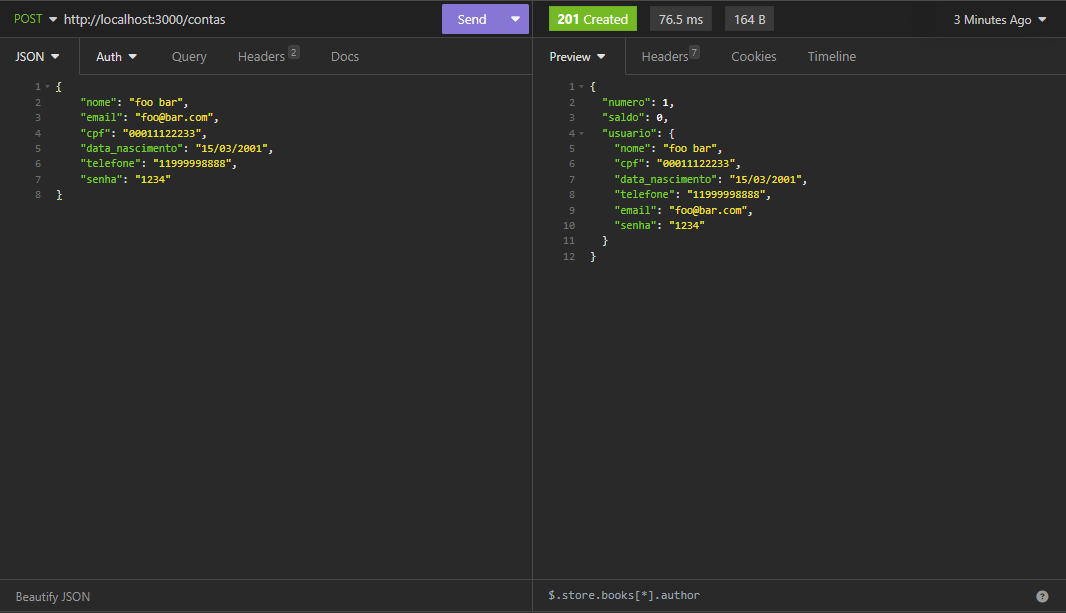 POST http://localhost:3000/contas Send
JSON Auth Query Headers 2 Docs
1 {
2 "nome": "foo bar",
3 "email": "foo@bar.com",
4 "cpf": "00011122233",
5 "data_nascimento": "15/03/2001",
6 "telefone": "11999998888",
7 "senha": "1234"
8 }
Beautify JSON
201 Created 76.5 ms 164 B 3 Minutes Ago
Preview Headers 7 Cookies Timeline
1 {
2 "numero": 1,
3 "saldo": 0,
4 "usuario": {
5 "nome": "foo bar",
6 "cpf": "00011122233",
7 "data_nascimento": "15/03/2001",
8 "telefone": "11999998888",
9 "email": "foo@bar.com",
10 "senha": "1234"
11 }
12 }
$.store.books[*].author ?